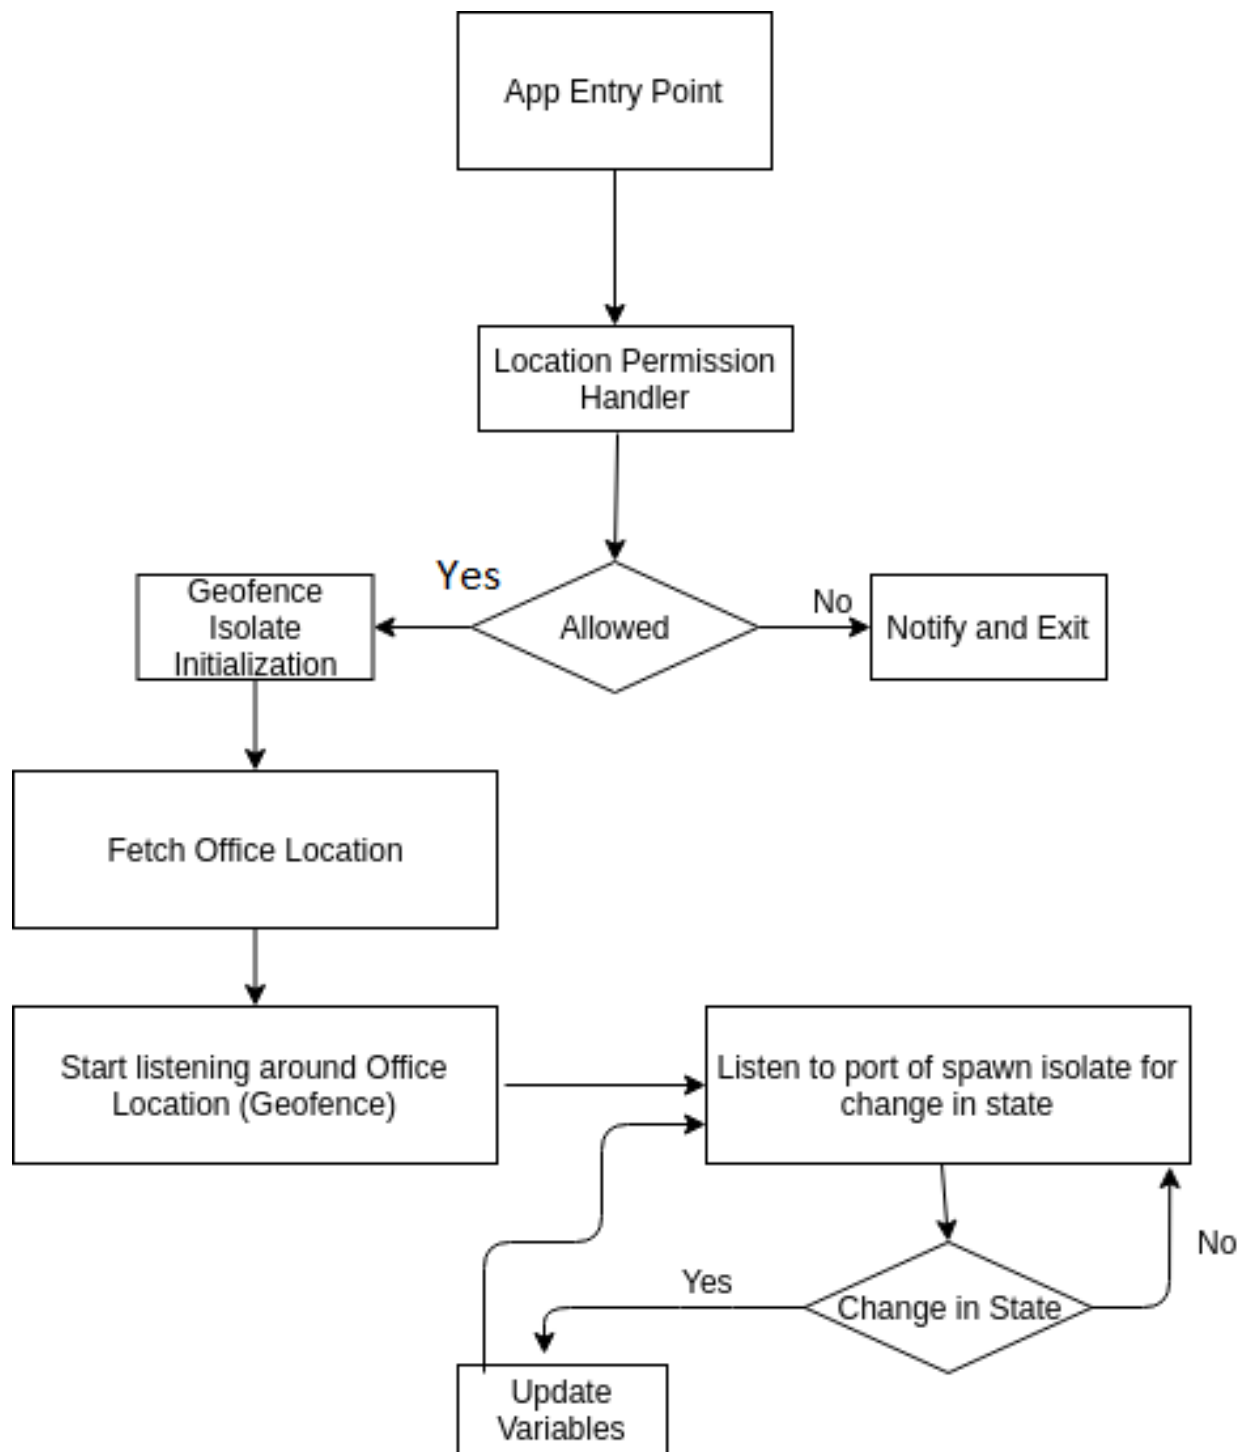 App Entry Point
Location Permission
Handler
Yes
Geofence
Isolate
Initialization
Allowed
No
Notify and Exit
Fetch Office Location
Start listening around Office
Location (Geofence)
Listen to port of spawn isolate for
change in state
No
Yes
Change in State
Update
Variables